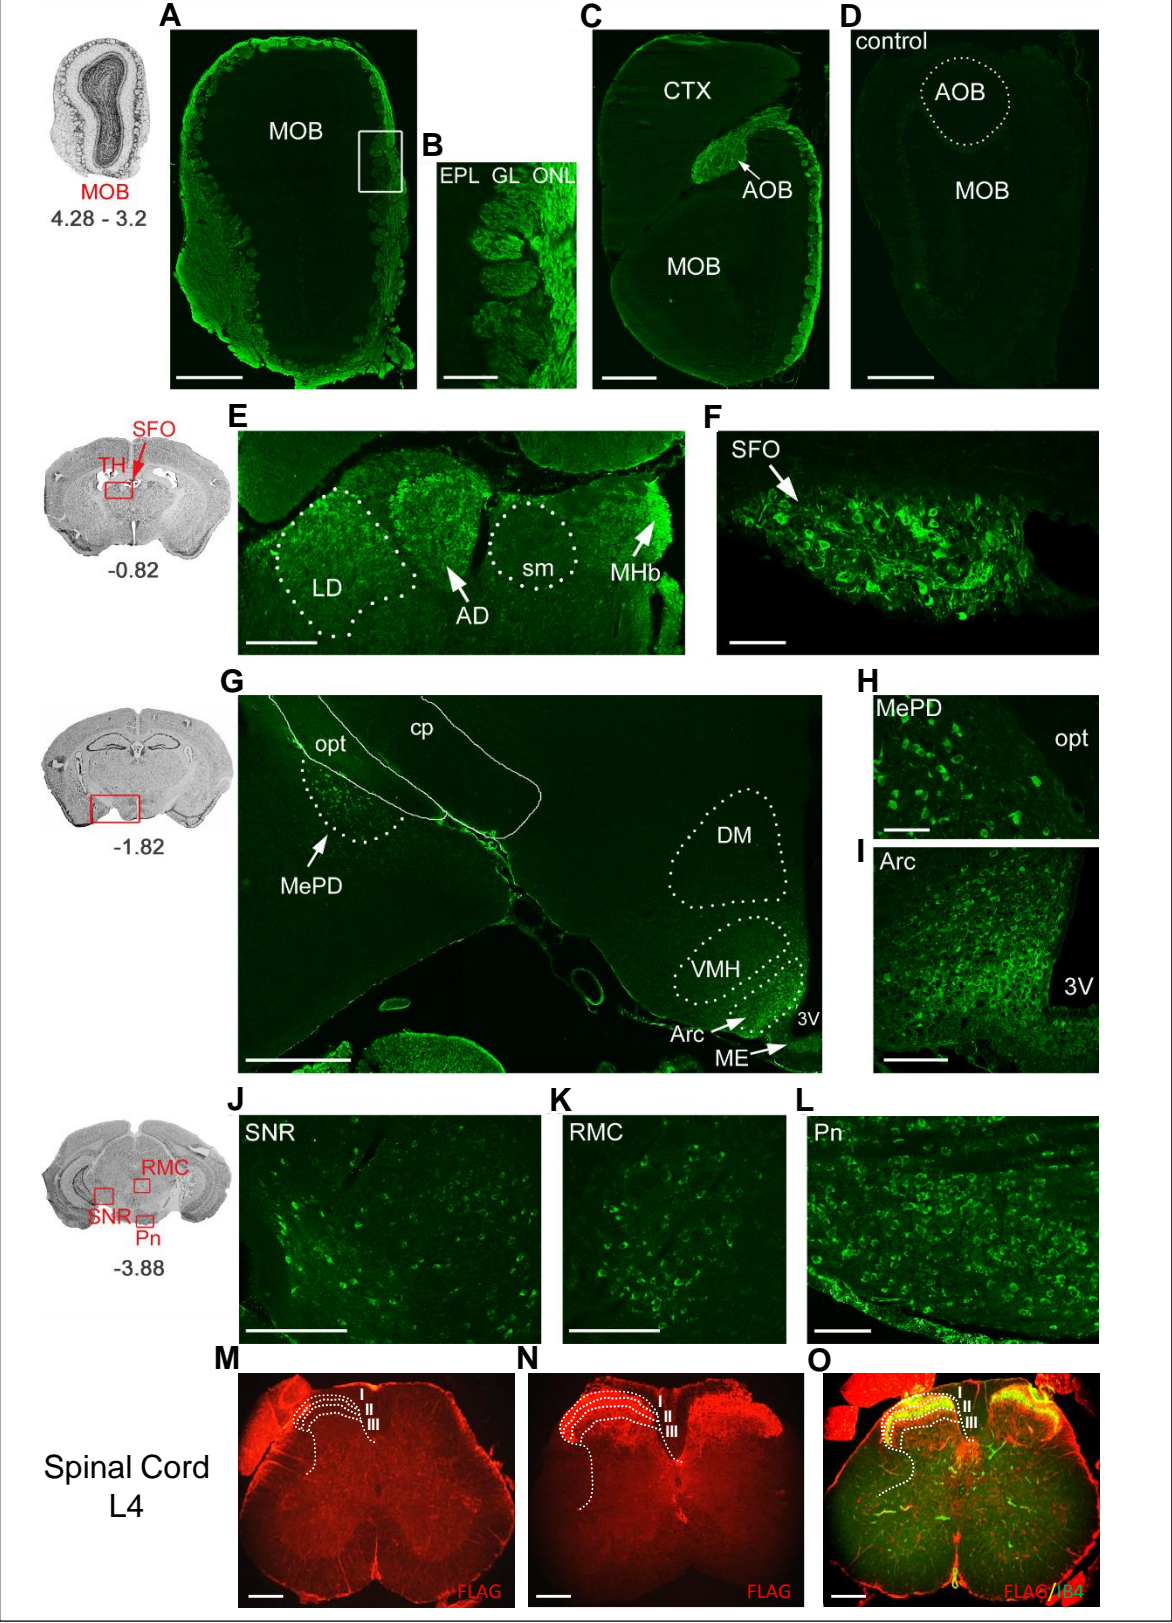 A
C
D
control
AOB
CTX
MOB
B
EPL GL ONL
AOB
MOB
MOB
MOB
4.28 - 3.2
E
F
SFO
TH
SFO
LD
sm
MHb
AD
-0.82
G
H
MePD
opt
cp
opt
DM
MePD
-1.82
I
Arc
VMH
3V
Arc
3V
ME
J
K
L
SNR
RMC
Pn
RMC
SNR
Pn
-3.88
M
N
O
I
II
III
I
II
III
I
II
III
Spinal Cord
L4
FLAG
FLAG
FLAG/IB4